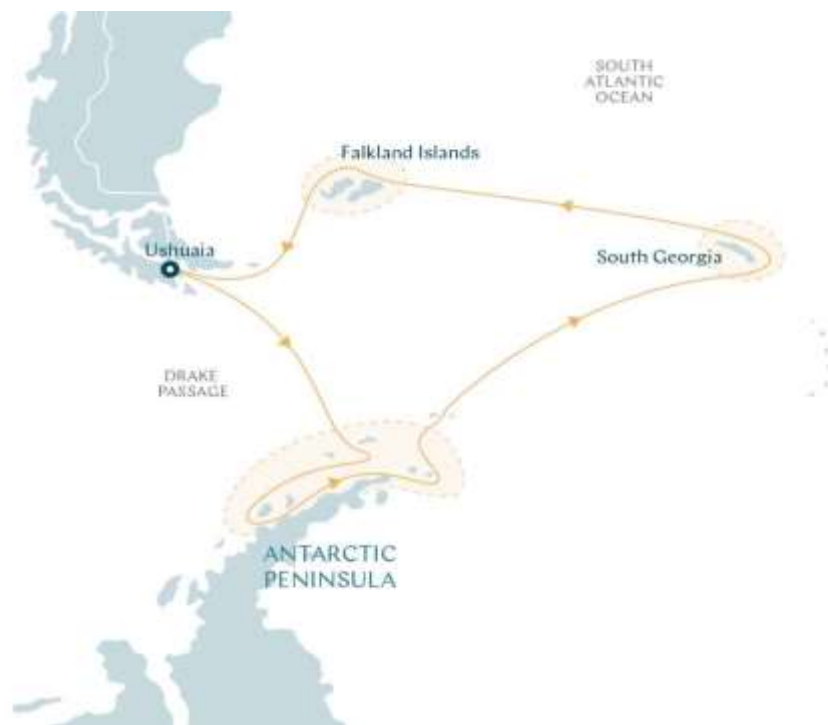 SOUTH
ATLANTIC
OCEAN
Falkland Islands
Ushuaia
South Georgia
DRAKE
PASSAGE
ANTARCTIC
PENINSULA